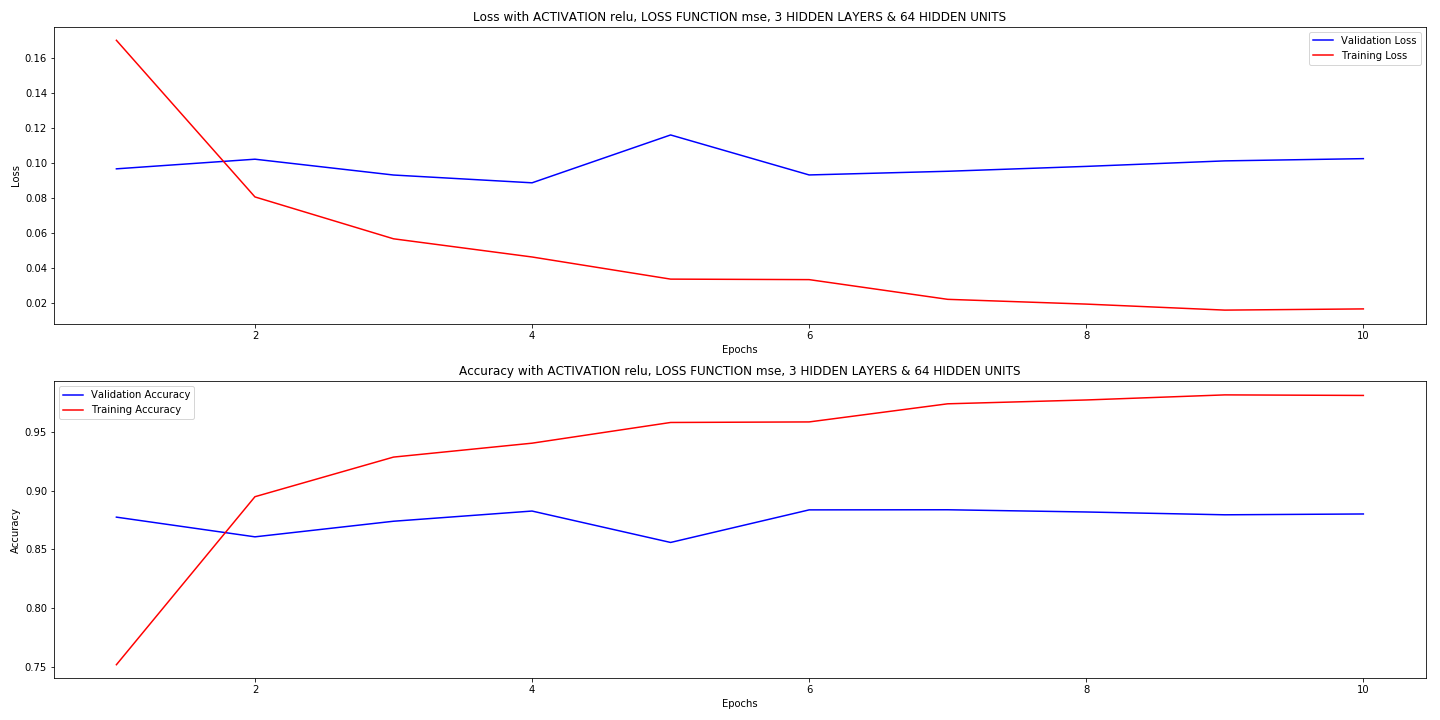 Loss with ACTIVATION relu, LOSS FUNCTION mse, 3 HIDDEN LAYERS & 64 HIDDEN UNITS
Validation Loss
Training Loss
0.16
0.14
0.12
0.10
0.08
0.06
0.04
0.02
Loss
2
4
6
8
10
Epochs
Accuracy with ACTIVATION relu, LOSS FUNCTION mse, 3 HIDDEN LAYERS & 64 HIDDEN UNITS
Validation Accuracy
Training Accuracy
0.95
0.90
0.85
0.80
0.75
Accuracy
2
4
6
8
10
Epochs